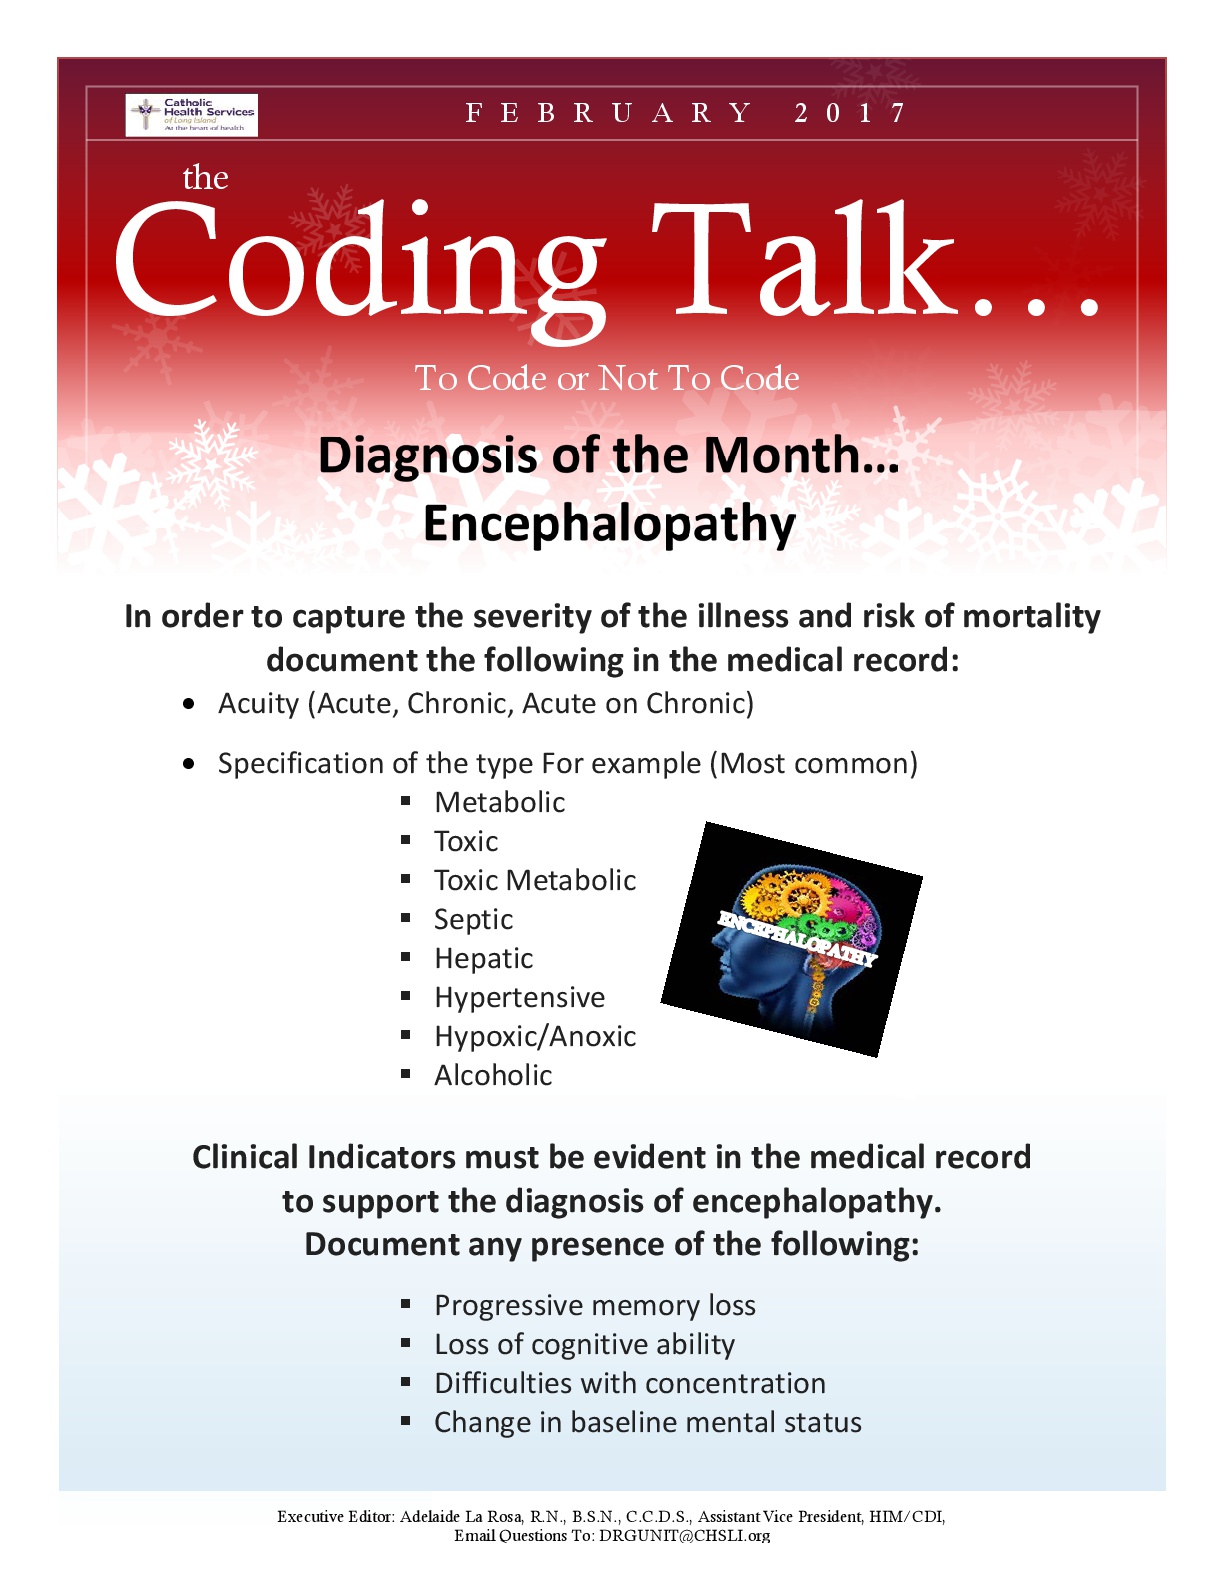 Catholic
Health Services
of Long Island
At the heart of health
FEBRUARY 2017
the
Coding Talk...
To Code or Not To Code
Diagnosis of the Month...
Encephalopathy
In order to capture the severity of the illness and risk of mortality
document the following in the medical record:
• Acuity (Acute, Chronic, Acute on Chronic)
• Specification of the type For example (Most common)
▪ Metabolic
▪ Toxic
▪ Toxic Metabolic
▪ Septic
▪ Hepatic
▪ Hypertensive
▪ Hypoxic/Anoxic
▪ Alcoholic
ENCEPHALOPATHY
Clinical Indicators must be evident in the medical record
to support the diagnosis of encephalopathy.
Document any presence of the following:
▪ Progressive memory loss
▪ Loss of cognitive ability
▪ Difficulties with concentration
▪ Change in baseline mental status
Executive Editor: Adelaide La Rosa, R.N., B.S.N., C.C.D.S., Assistant Vice President, HIM/CDI,
Email Questions To: DRGUNIT@CHSLI.org